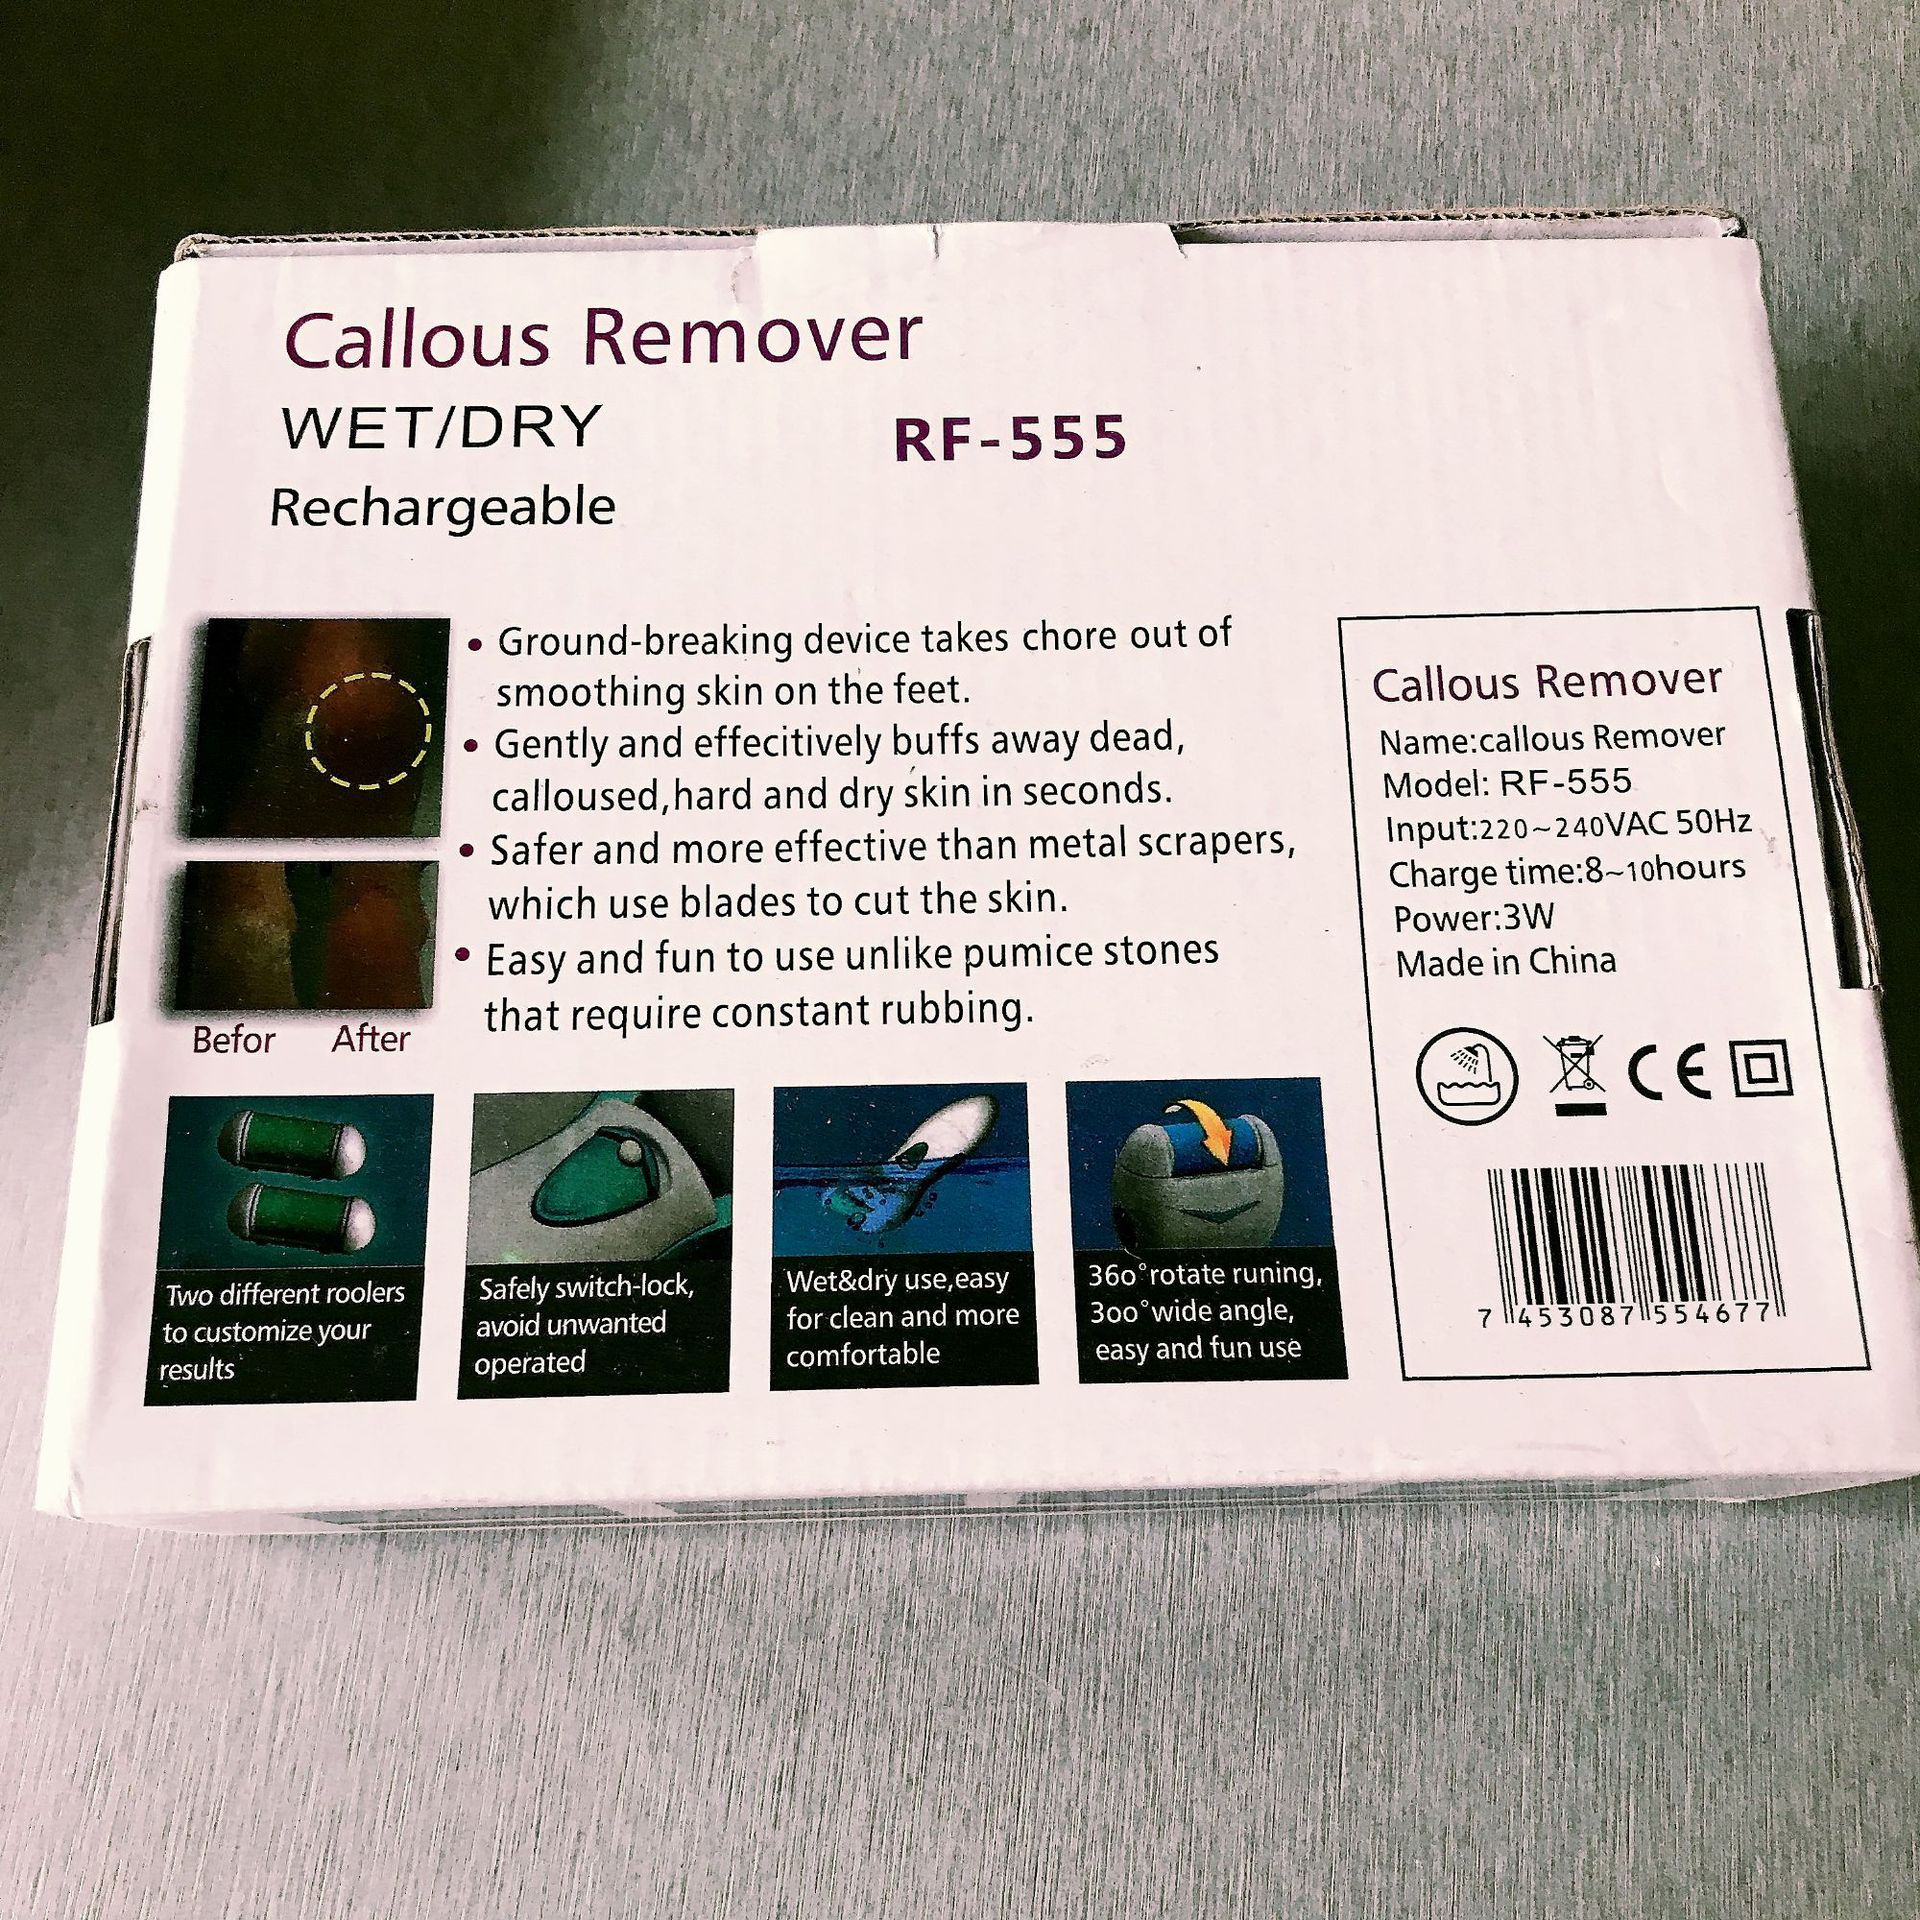 Callous Remover
WET/DRY
RF-555
Rechargeable
• Ground-breaking device takes chore out of
smoothing skin on the feet.
• Gently and effecitively buffs away dead,
calloused,hard and dry skin in seconds.
• Safer and more effective than metal scrapers,
which use blades to cut the skin.
• Easy and fun to use unlike pumice stones
that require constant rubbing.
Befor After
Two different roolers
to customize your
results
Safely switch-lock,
avoid unwanted
operated
Wet&dry use,easy
for clean and more
comfortable
360°rotate runing,
300°wide angle,
easy and fun use
Callous Remover
Name:callous Remover
Model: RF-555
Input:220~240VAC 50Hz
Charge time:8~10hours
Power:3W
Made in China
CE
7 453087 554677